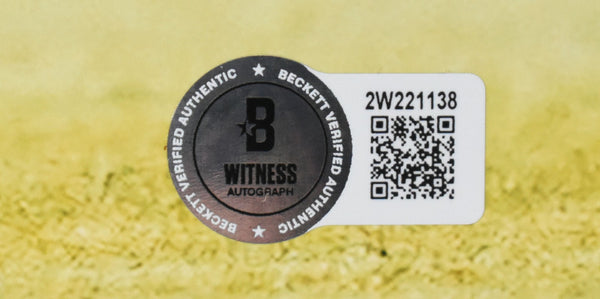 ★ BECKETT VERIFIED AUTHENTIC ★ BECKETT VERIFIED AUTHENTIC
B
WITNESS
AUTOGRAPH
2W221138